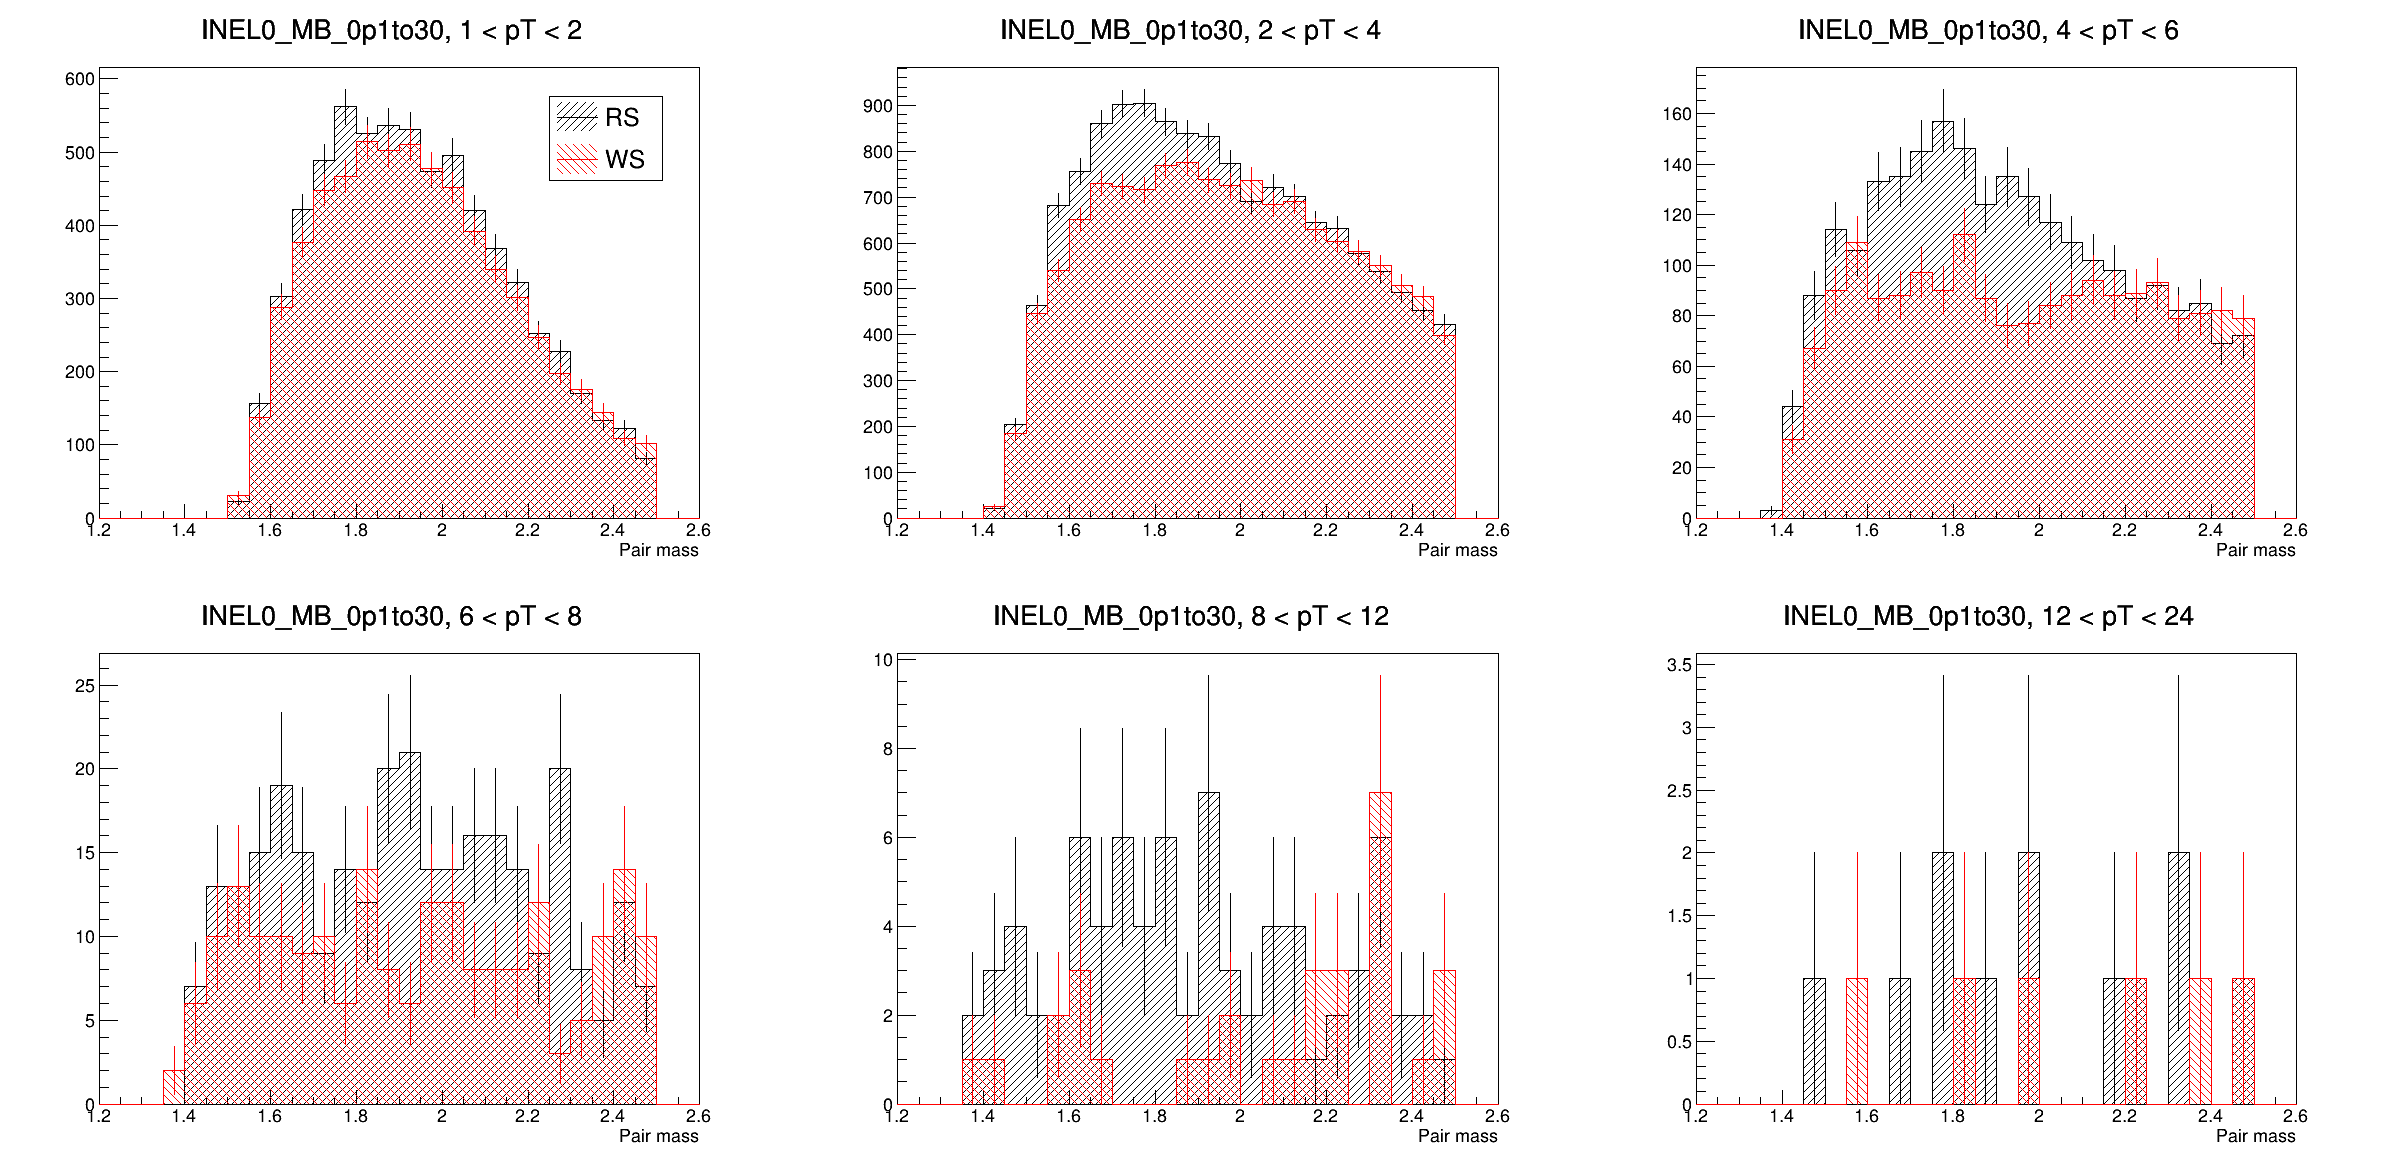 INEL0_MB_0p1to30, 1 < pT < 2
600
500
400
300
200
100
0
RS
WS
1.2 1.4 1.6 1.8 2 2.2 2.4 2.6
Pair mass
INEL0_MB_0p1to30, 2 < pT < 4
900
800
700
600
500
400
300
200
100
0
1.2 1.4 1.6 1.8 2 2.2 2.4 2.6
Pair mass
INEL0_MB_0p1to30, 4 < pT < 6
160
140
120
100
80
60
40
20
0
1.2 1.4 1.6 1.8 2 2.2 2.4 2.6
Pair mass
INEL0_MB_0p1to30, 6 < pT < 8
25
20
15
10
5
0
1.2 1.4 1.6 1.8 2 2.2 2.4 2.6
Pair mass
INEL0_MB_0p1to30, 8 < pT < 12
10
8
6
4
2
0
1.2 1.4 1.6 1.8 2 2.2 2.4 2.6
Pair mass
INEL0_MB_0p1to30, 12 < pT < 24
3.5
3
2.5
2
1.5
1
0.5
0
1.2 1.4 1.6 1.8 2 2.2 2.4 2.6
Pair mass